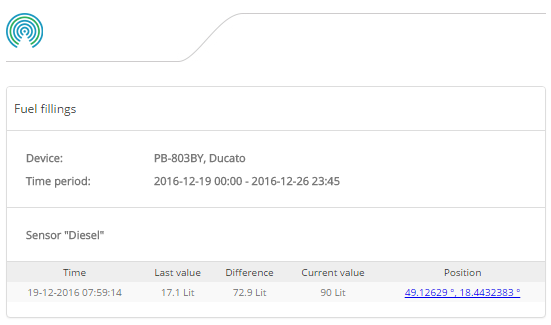 Fuel fillings
Device: PB-803BY, Ducato
Time period: 2016-12-19 00:00 - 2016-12-26 23:45
Sensor "Diesel"
Time Last value Difference Current value Position
19-12-2016 07:59:14 17.1 Lit 72.9 Lit 90 Lit 49.12629 °, 18.4432383 °